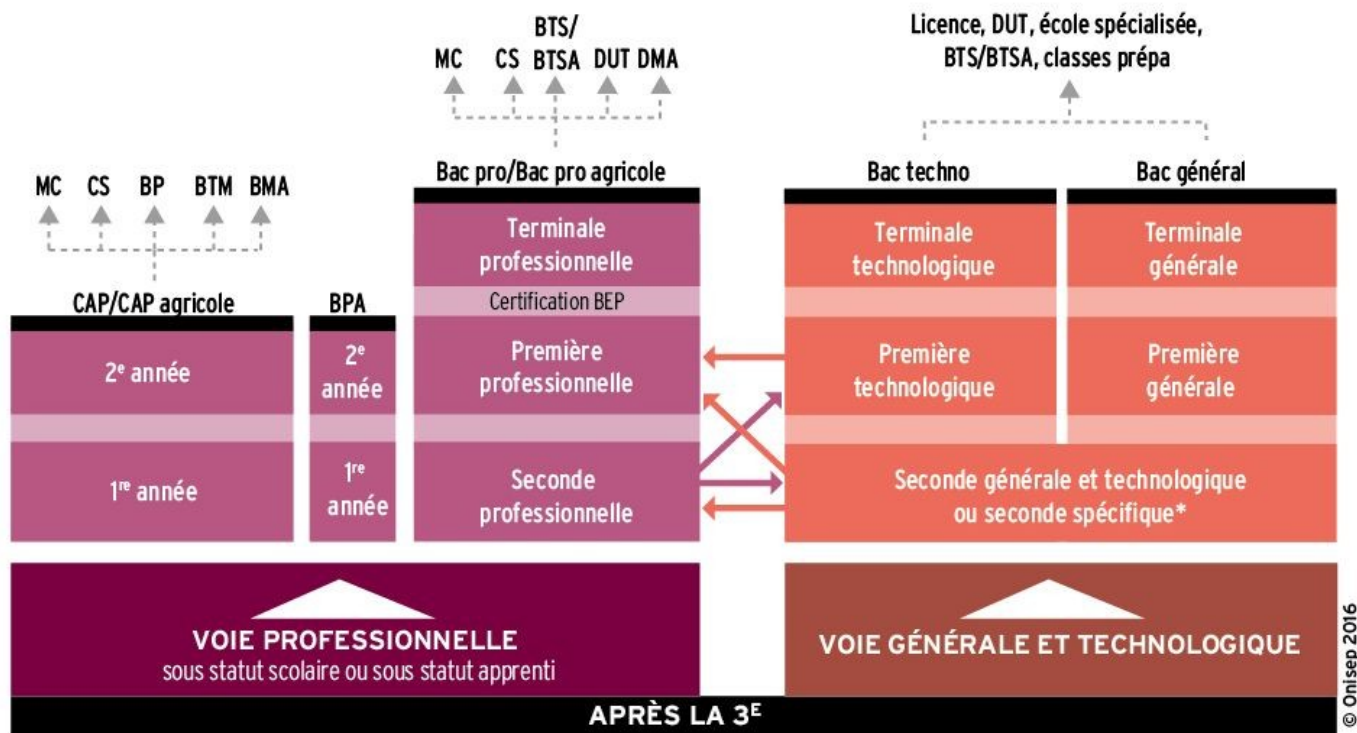 BTS/
MC CS BTSA DUT DMA
Licence, DUT, école spécialisée,
BTS/BTSA, classes prépa
MC CS BP BTM BMA
Bac pro/Bac pro agricole
Bac techno
Bac général
Terminale
professionnelle
Terminale
technologique
Terminale
générale
CAP/CAP agricole
BPA
Certification BEP
2e année
2e
année
Première
professionnelle
Première
technologique
Première
générale
1re année
1re
année
Seconde
professionnelle
Seconde générale et technologique
ou seconde spécifique*
VOIE PROFESSIONNELLE
sous statut scolaire ou sous statut apprenti
VOIE GÉNÉRALE ET TECHNOLOGIQUE
APRÈS LA 3E
© Onisep 2016